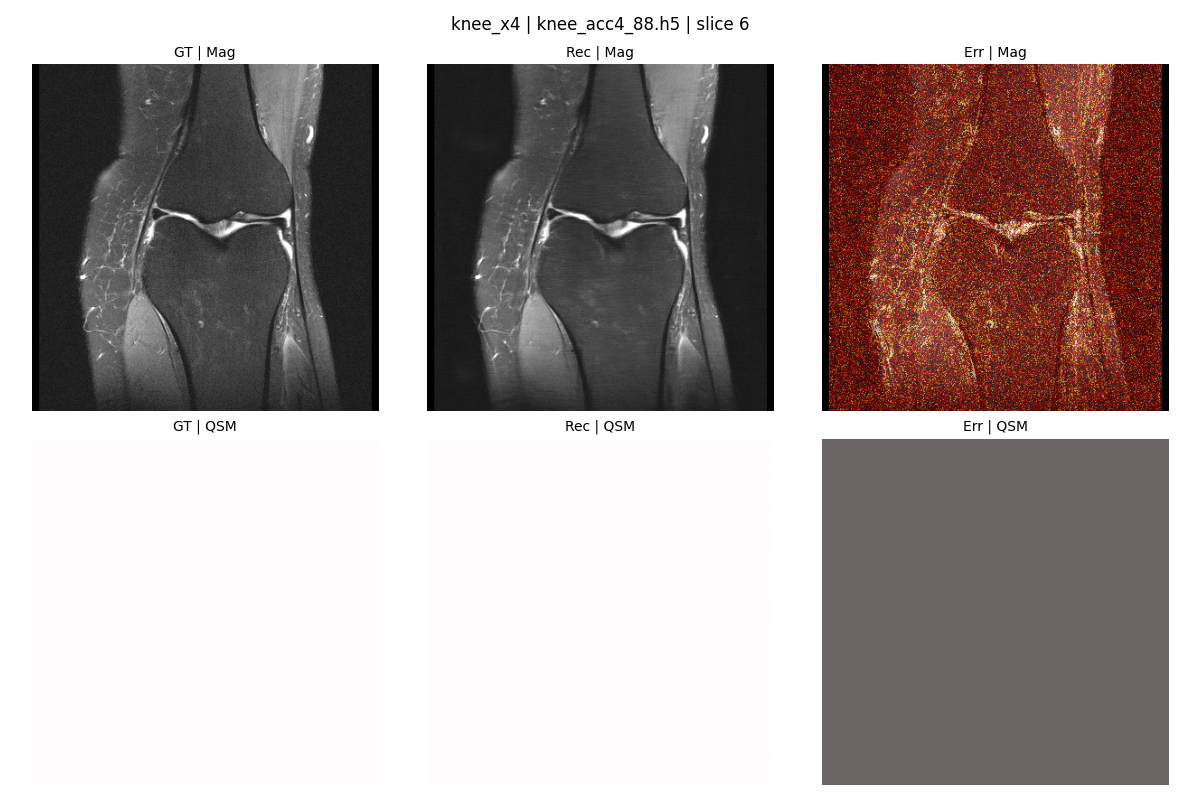 knee_x4 | knee_acc4_88.h5 | slice 6
GT | Mag
Rec | Mag
Err | Mag
GT | QSM
Rec | QSM
Err | QSM